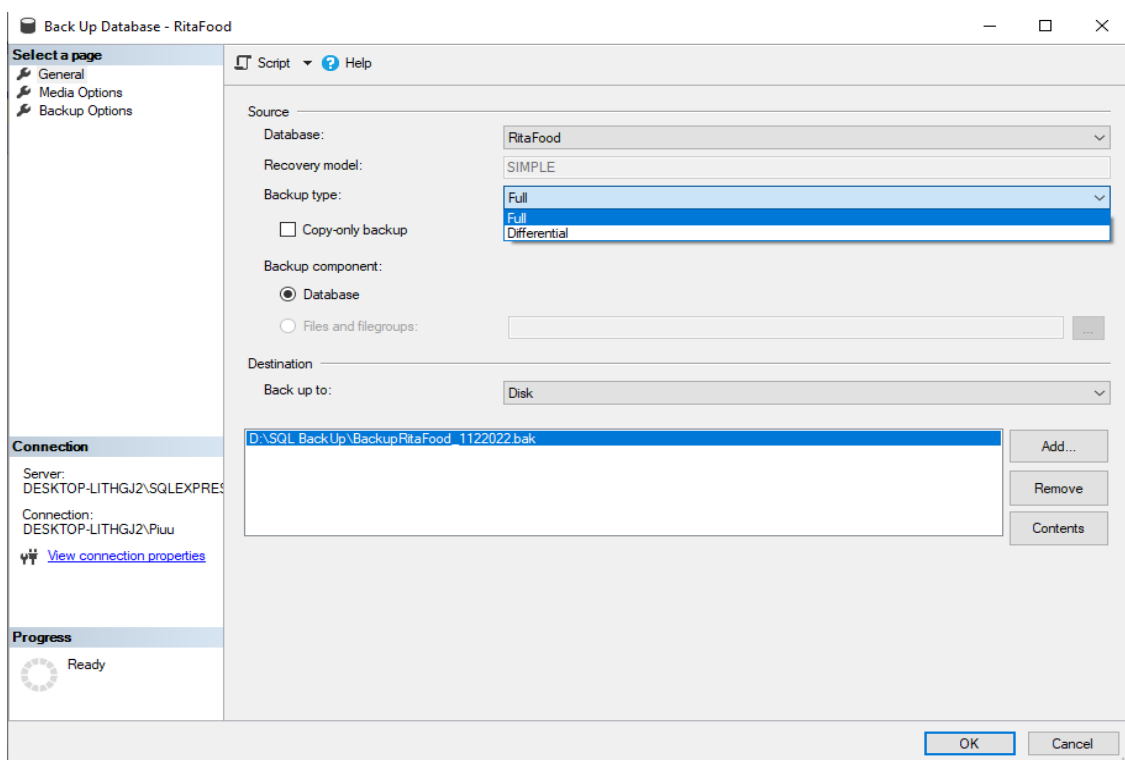 Back Up Database - RitaFood
Select a page
General
Media Options
Backup Options
Script
Help
Source
Database:
RitaFood
Recovery model:
SIMPLE
Backup type:
Full
Full
Differential
Copy-only backup
Backup component:
Database
Files and filegroups:
...
Destination
Back up to:
Disk
D:\SQL BackUp\BackupRitaFood_1122022.bak
Add...
Remove
Contents
Connection
Server:
DESKTOP-LITHGJ2\SQLEXPRES
Connection:
DESKTOP-LITHGJ2\Piuu
View connection properties
Progress
Ready
OK
Cancel